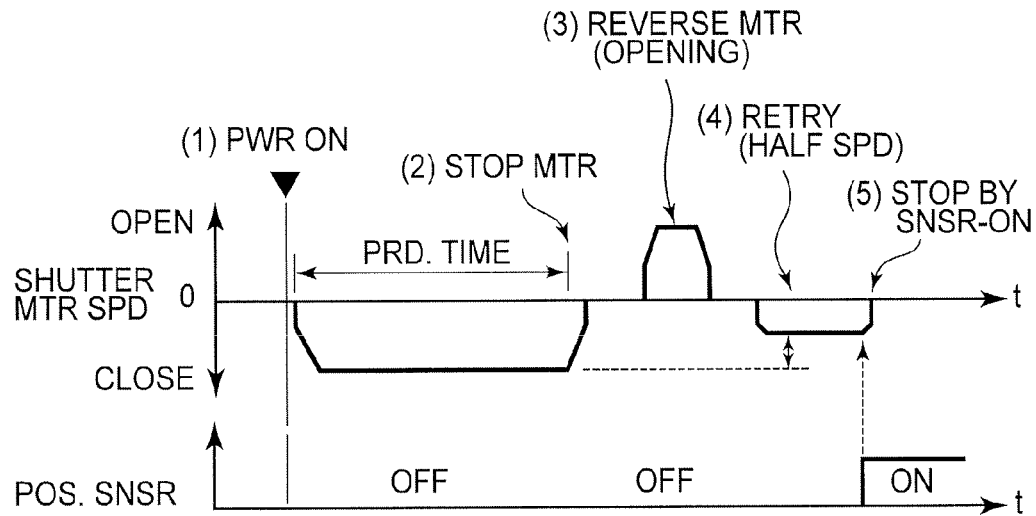 (3) REVERSE MTR
(OPENING)
(4) RETRY
(HALF SPD)
(1) PWR ON
(2) STOP MTR
(5) STOP BY
SNSR-ON
OPEN
PRD. TIME
SHUTTER
MTR SPD
0
t
CLOSE
POS. SNSR
OFF
OFF
ON
t